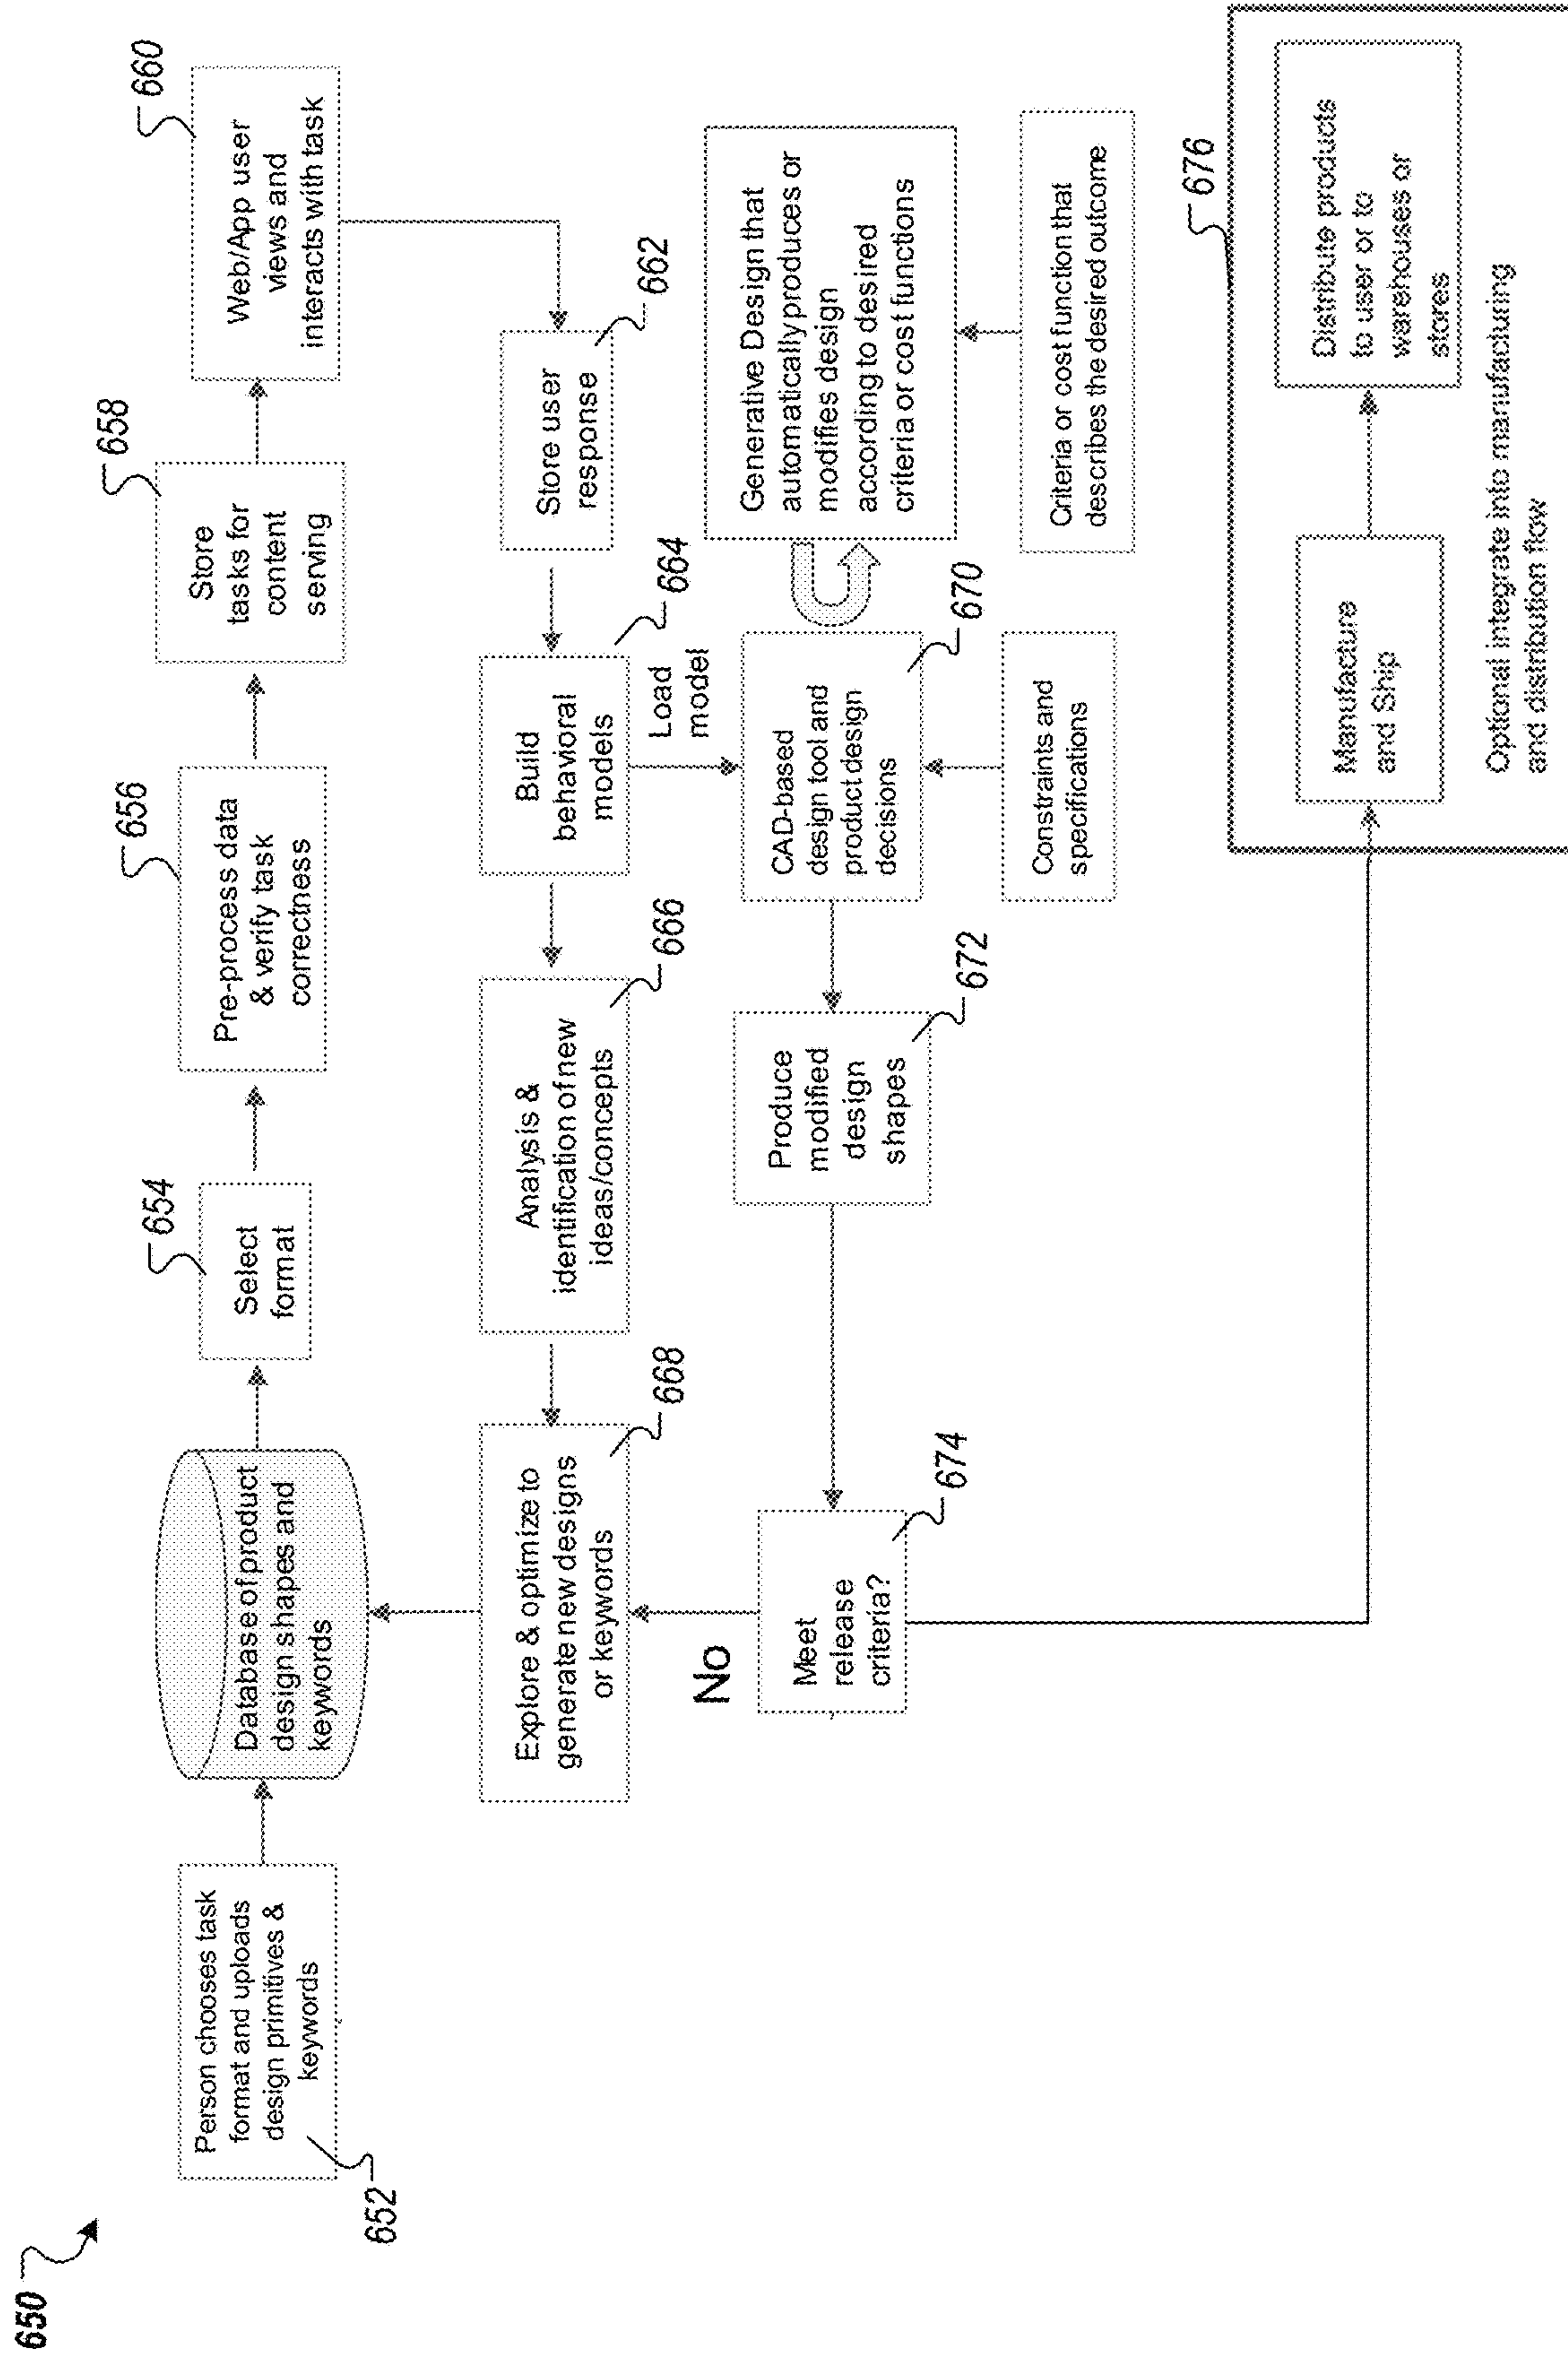 650
652
Person chooses task
format and uploads
design primitives &
keywords
Database of product
design shapes and
keywords
654
Select
format
656
Pre-process data
& verify task
correctness
658
Store
tasks for
content
serving
660
Web/App user
views and
interacts with task
Store user
response
662
Build
behavioral
models
664
Load
model
Analysis &
identification of new
ideas/concepts
666
Explore & optimize to
generate new designs
or keywords
668
Generative Design that
automatically produces or
modifies design
according to desired
criteria or cost functions
Criteria or cost function that
describes the desired outcome
CAD-based
design tool and
product design
decisions
670
Constraints and
specifications
Produce
modified
design
shapes
672
No
Meet
release
criteria?
674
676
Manufacture
and Ship
Distribute products
to user or to
warehouses or
stores
Optional integrate into manufacturing
and distribution flow